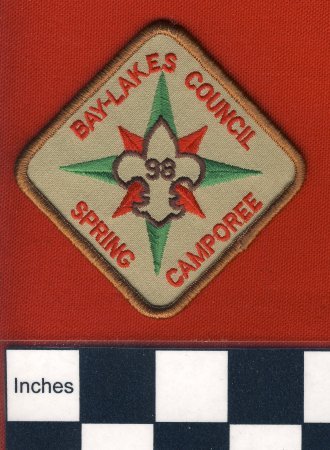 BAY-LAKES COUNCIL
98
SPRING CAMPOREE
Inches